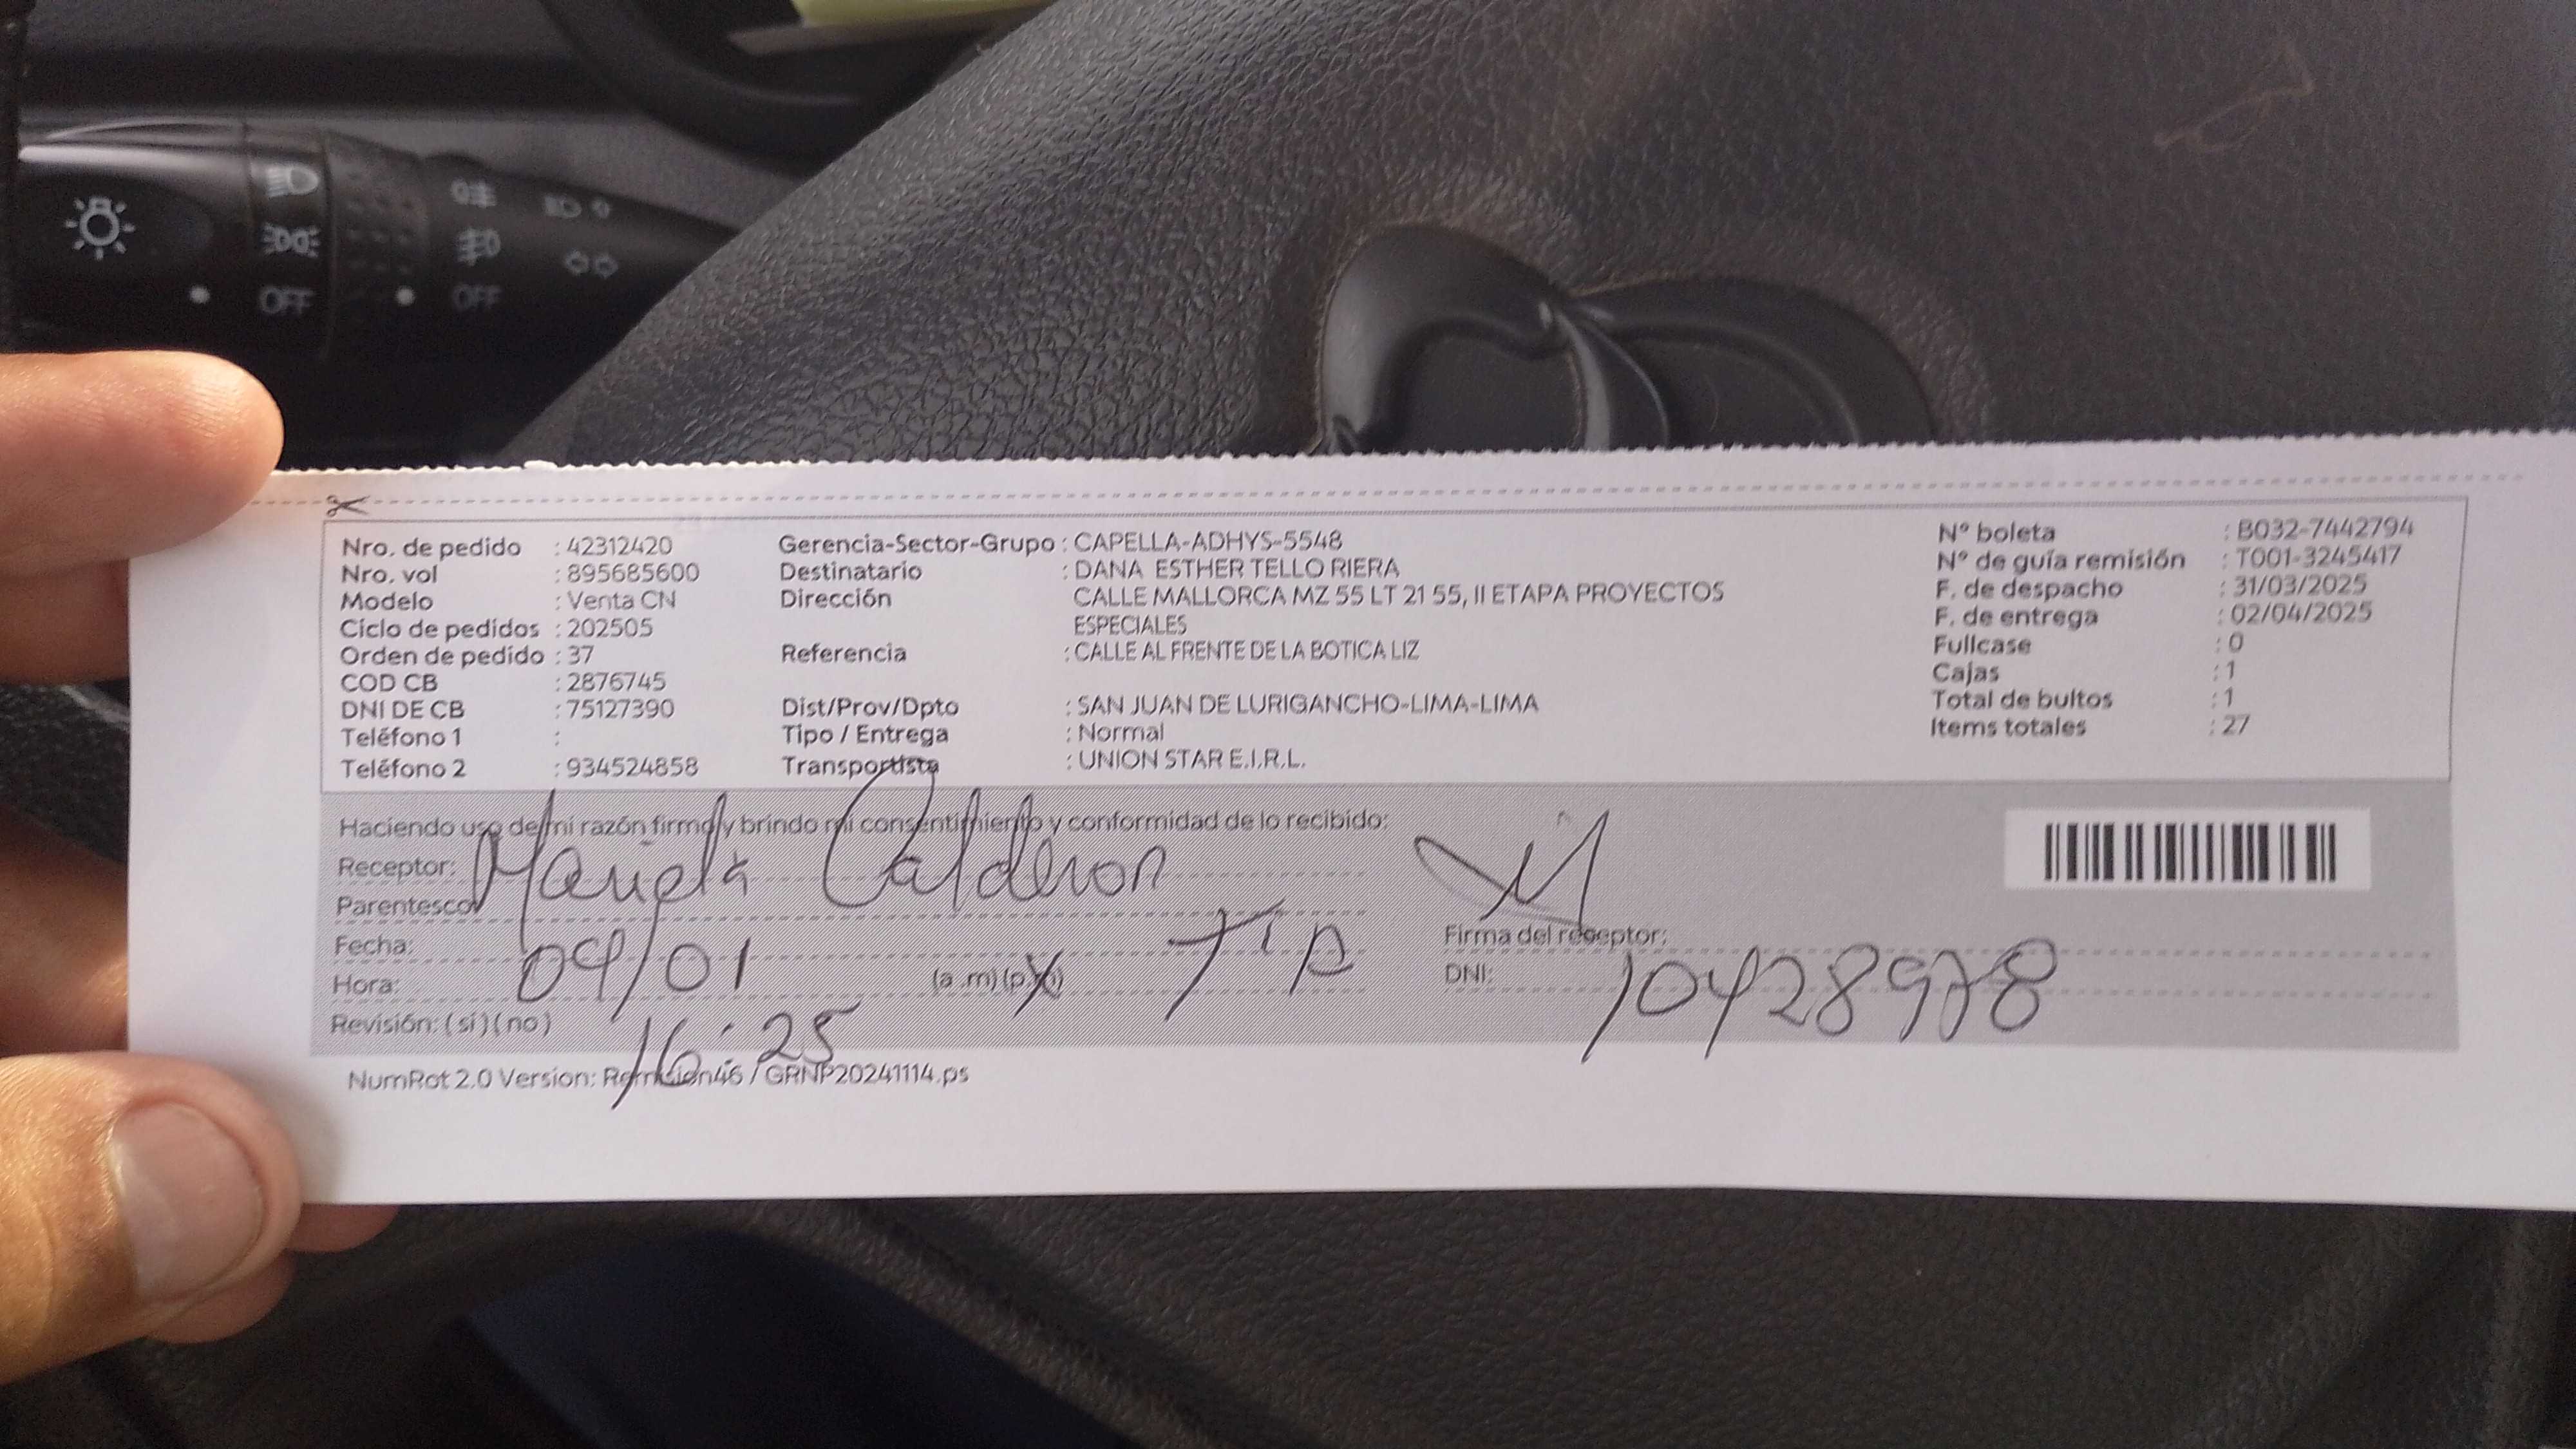 OFF OFF
Nro. de pedido : 42312420 Gerencia-Sector-Grupo : CAPELLA-ADHYS-5548 N° boleta : B032-7442794
Nro. vol : 895685600 Destinatario : DANA ESTHER TELLO RIERA N° de guía remisión : T001-3245417
Modelo : Venta CN Dirección CALLE MALLORCA MZ 55 LT 21 55, II ETAPA PROYECTOS F. de despacho : 31/03/2025
Ciclo de pedidos : 202505 ESPECIALES F. de entrega : 02/04/2025
Orden de pedido : 37 Referencia : CALLE AL FRENTE DE LA BOTICA LIZ Fullcase : 0
COD CB : 2876745 Cajas : 1
DNI DE CB : 75127390 Dist/Prov/Dpto : SAN JUAN DE LURIGANCHO-LIMA-LIMA Total de bultos : 1
Teléfono 1 : Tipo / Entrega : Normal Items totales : 27
Teléfono 2 : 934524858 Transportista : UNION STAR E.I.R.L.
Haciendo uso de mi razón firmo y brindo mi consentimiento y conformidad de lo recibido:
Receptor: Mariela Calderon
Parentesco:
Fecha: 04/01 Tia Firma del receptor:
Hora: (a .m) (p.m) DNI: 10428978
Revisión: ( si ) ( no ) 16:25
NumRot 2.0 Version: Remision46 / GRNP20241114.ps